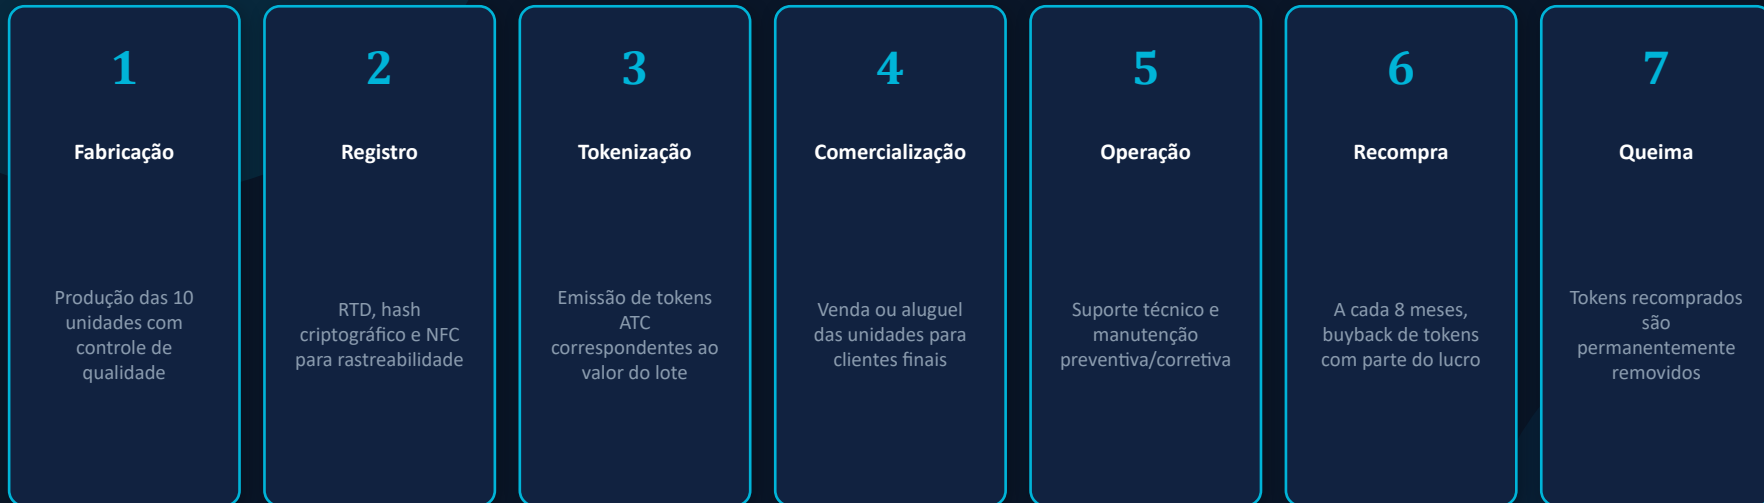 1
Fabricação
Produção das 10
unidades com
controle de
qualidade
2
Registro
RTD, hash
criptográfico e NFC
para rastreabilidade
3
Tokenização
Emissão de tokens
ATC
correspondentes ao
valor do lote
4
Comercialização
Venda ou aluguel
das unidades para
clientes finais
5
Operação
Suporte técnico e
manutenção
preventiva/corretiva
6
Recompra
A cada 8 meses,
buyback de tokens
com parte do lucro
7
Queima
Tokens recomprados
são
permanentemente
removidos